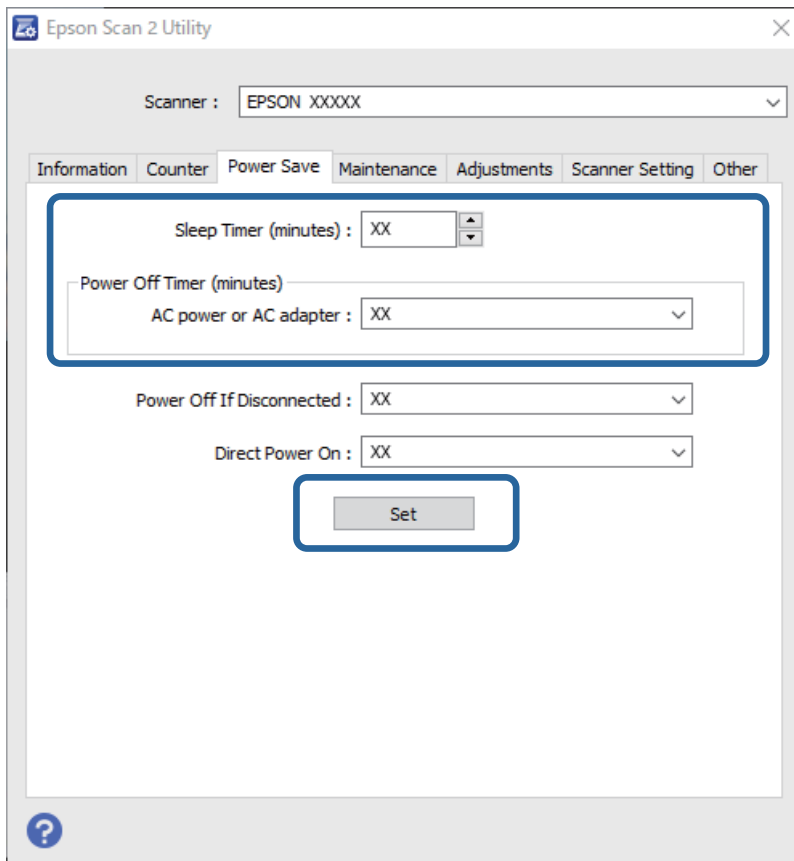 Epson Scan 2 Utility
Scanner : EPSON XXXXX
Information Counter Power Save Maintenance Adjustments Scanner Setting Other
Sleep Timer (minutes) : XX
Power Off Timer (minutes)
AC power or AC adapter : XX
Power Off If Disconnected : XX
Direct Power On : XX
Set
?